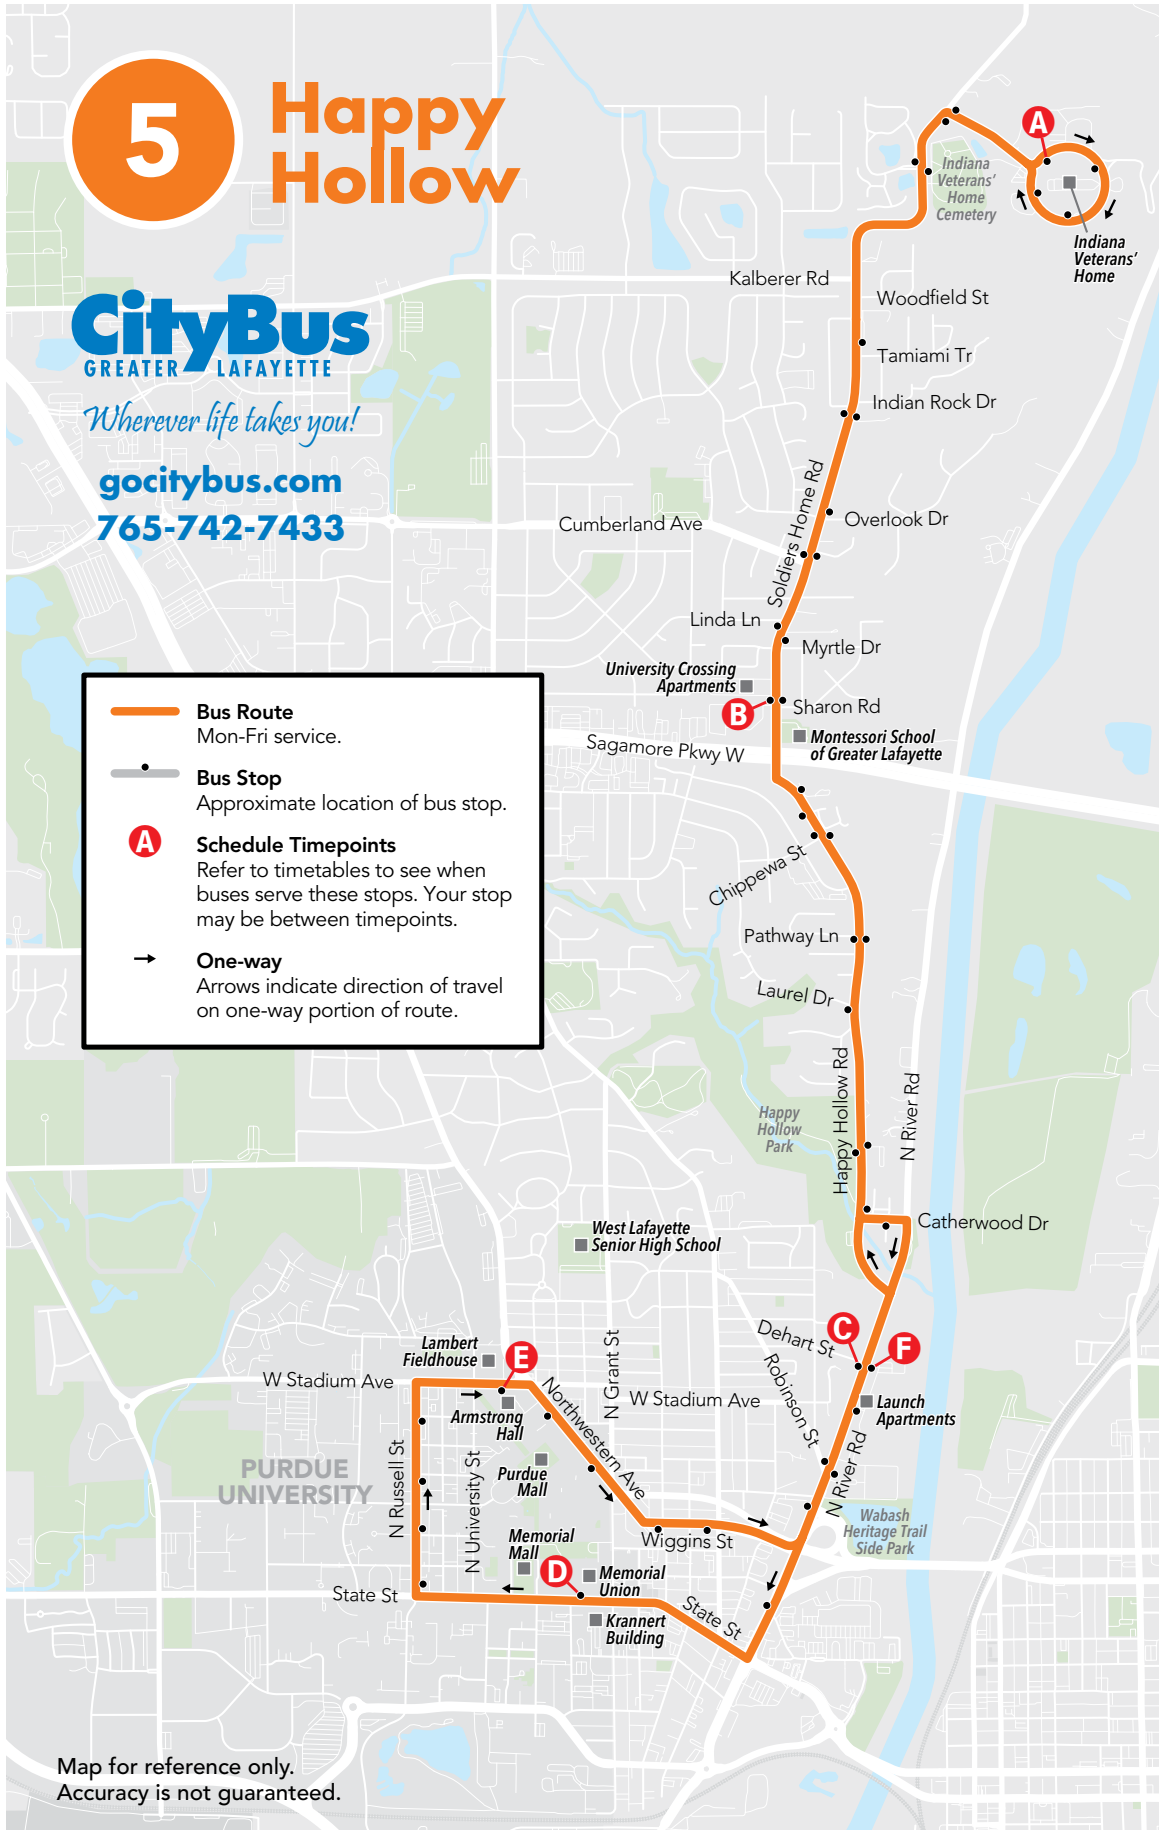 5
Happy
Hollow
CityBus
GREATER LAFAYETTE
Wherever life takes you!
gocitybus.com
765-742-7433
A
Indiana
Veterans'
Home
Cemetery
Indiana
Veterans'
Home
Kalberer Rd
Woodfield St
Tamiami Tr
Indian Rock Dr
Soldiers Home Rd
Cumberland Ave
Overlook Dr
Linda Ln
Myrtle Dr
University Crossing
Apartments
B
Sharon Rd
Sagamore Pkwy W
Montessori School
of Greater Lafayette
Bus Route
Mon-Fri service.
Bus Stop
Approximate location of bus stop.
A
Schedule Timepoints
Refer to timetables to see when
buses serve these stops. Your stop
may be between timepoints.
One-way
Arrows indicate direction of travel
on one-way portion of route.
Chippewa St
Pathway Ln
Laurel Dr
Happy Hollow Rd
N River Rd
Happy
Hollow
Park
Catherwood Dr
West Lafayette
Senior High School
Dehart St
C
F
Lambert
Fieldhouse
E
W Stadium Ave
N Grant St
W Stadium Ave
Robinson St
Launch
Apartments
Armstrong
Hall
Northwestern Ave
N River Rd
PURDUE
UNIVERSITY
N Russell St
N University St
Purdue
Mall
Wabash
Heritage Trail
Side Park
Wiggins St
Memorial
Mall
D
Memorial
Union
State St
State St
Krannert
Building
Map for reference only.
Accuracy is not guaranteed.